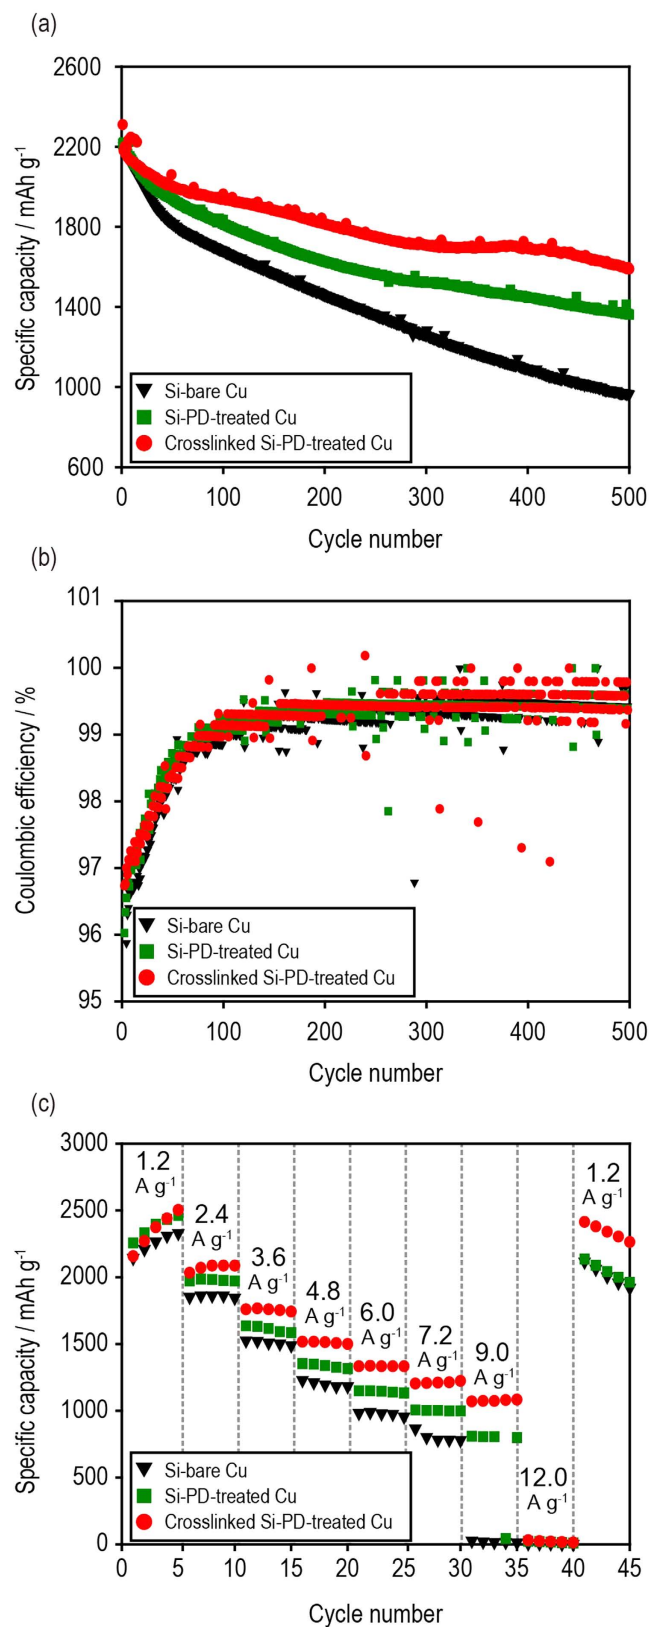 (a)
2600
2200
1800
1400
1000
600
Specific capacity / mAh g⁻¹
Si-bare Cu
Si-PD-treated Cu
Crosslinked Si-PD-treated Cu
0 100 200 300 400 500
Cycle number
(b)
101
100
99
98
97
96
95
Coulombic efficiency / %
Si-bare Cu
Si-PD-treated Cu
Crosslinked Si-PD-treated Cu
0 100 200 300 400 500
Cycle number
(c)
3000
2500
2000
1500
1000
500
0
Specific capacity / mAh g⁻¹
1.2
A g⁻¹
2.4
A g⁻¹
3.6
A g⁻¹
4.8
A g⁻¹
6.0
A g⁻¹
7.2
A g⁻¹
9.0
A g⁻¹
12.0
A g⁻¹
1.2
A g⁻¹
Si-bare Cu
Si-PD-treated Cu
Crosslinked Si-PD-treated Cu
0 5 10 15 20 25 30 35 40 45
Cycle number